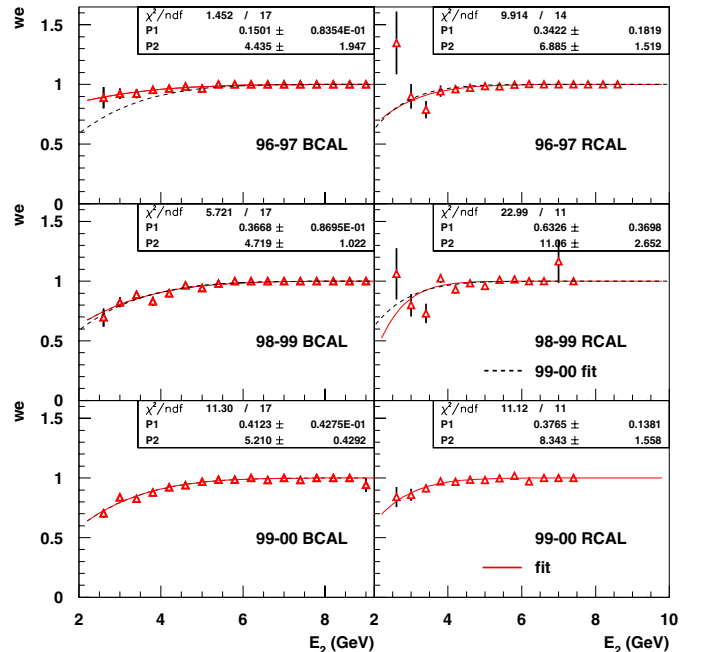 we
1.5
1
0.5
0
χ²/ndf 1.452 / 17
P1 0.1501 ± 0.8354E-01
P2 4.435 ± 1.947
96-97 BCAL
χ²/ndf 9.914 / 14
P1 0.3422 ± 0.1819
P2 6.885 ± 1.519
96-97 RCAL
we
1.5
1
0.5
0
χ²/ndf 5.721 / 17
P1 0.3668 ± 0.8695E-01
P2 4.719 ± 1.022
98-99 BCAL
χ²/ndf 22.99 / 11
P1 0.6326 ± 0.3698
P2 11.06 ± 2.652
98-99 RCAL
99-00 fit
we
1.5
1
0.5
0
χ²/ndf 11.30 / 17
P1 0.4123 ± 0.4275E-01
P2 5.210 ± 0.4292
99-00 BCAL
χ²/ndf 11.12 / 11
P1 0.3765 ± 0.1381
P2 8.343 ± 1.558
99-00 RCAL
fit
2 4 6 8 2 4 6 8 10
E₂ (GeV) E₂ (GeV)